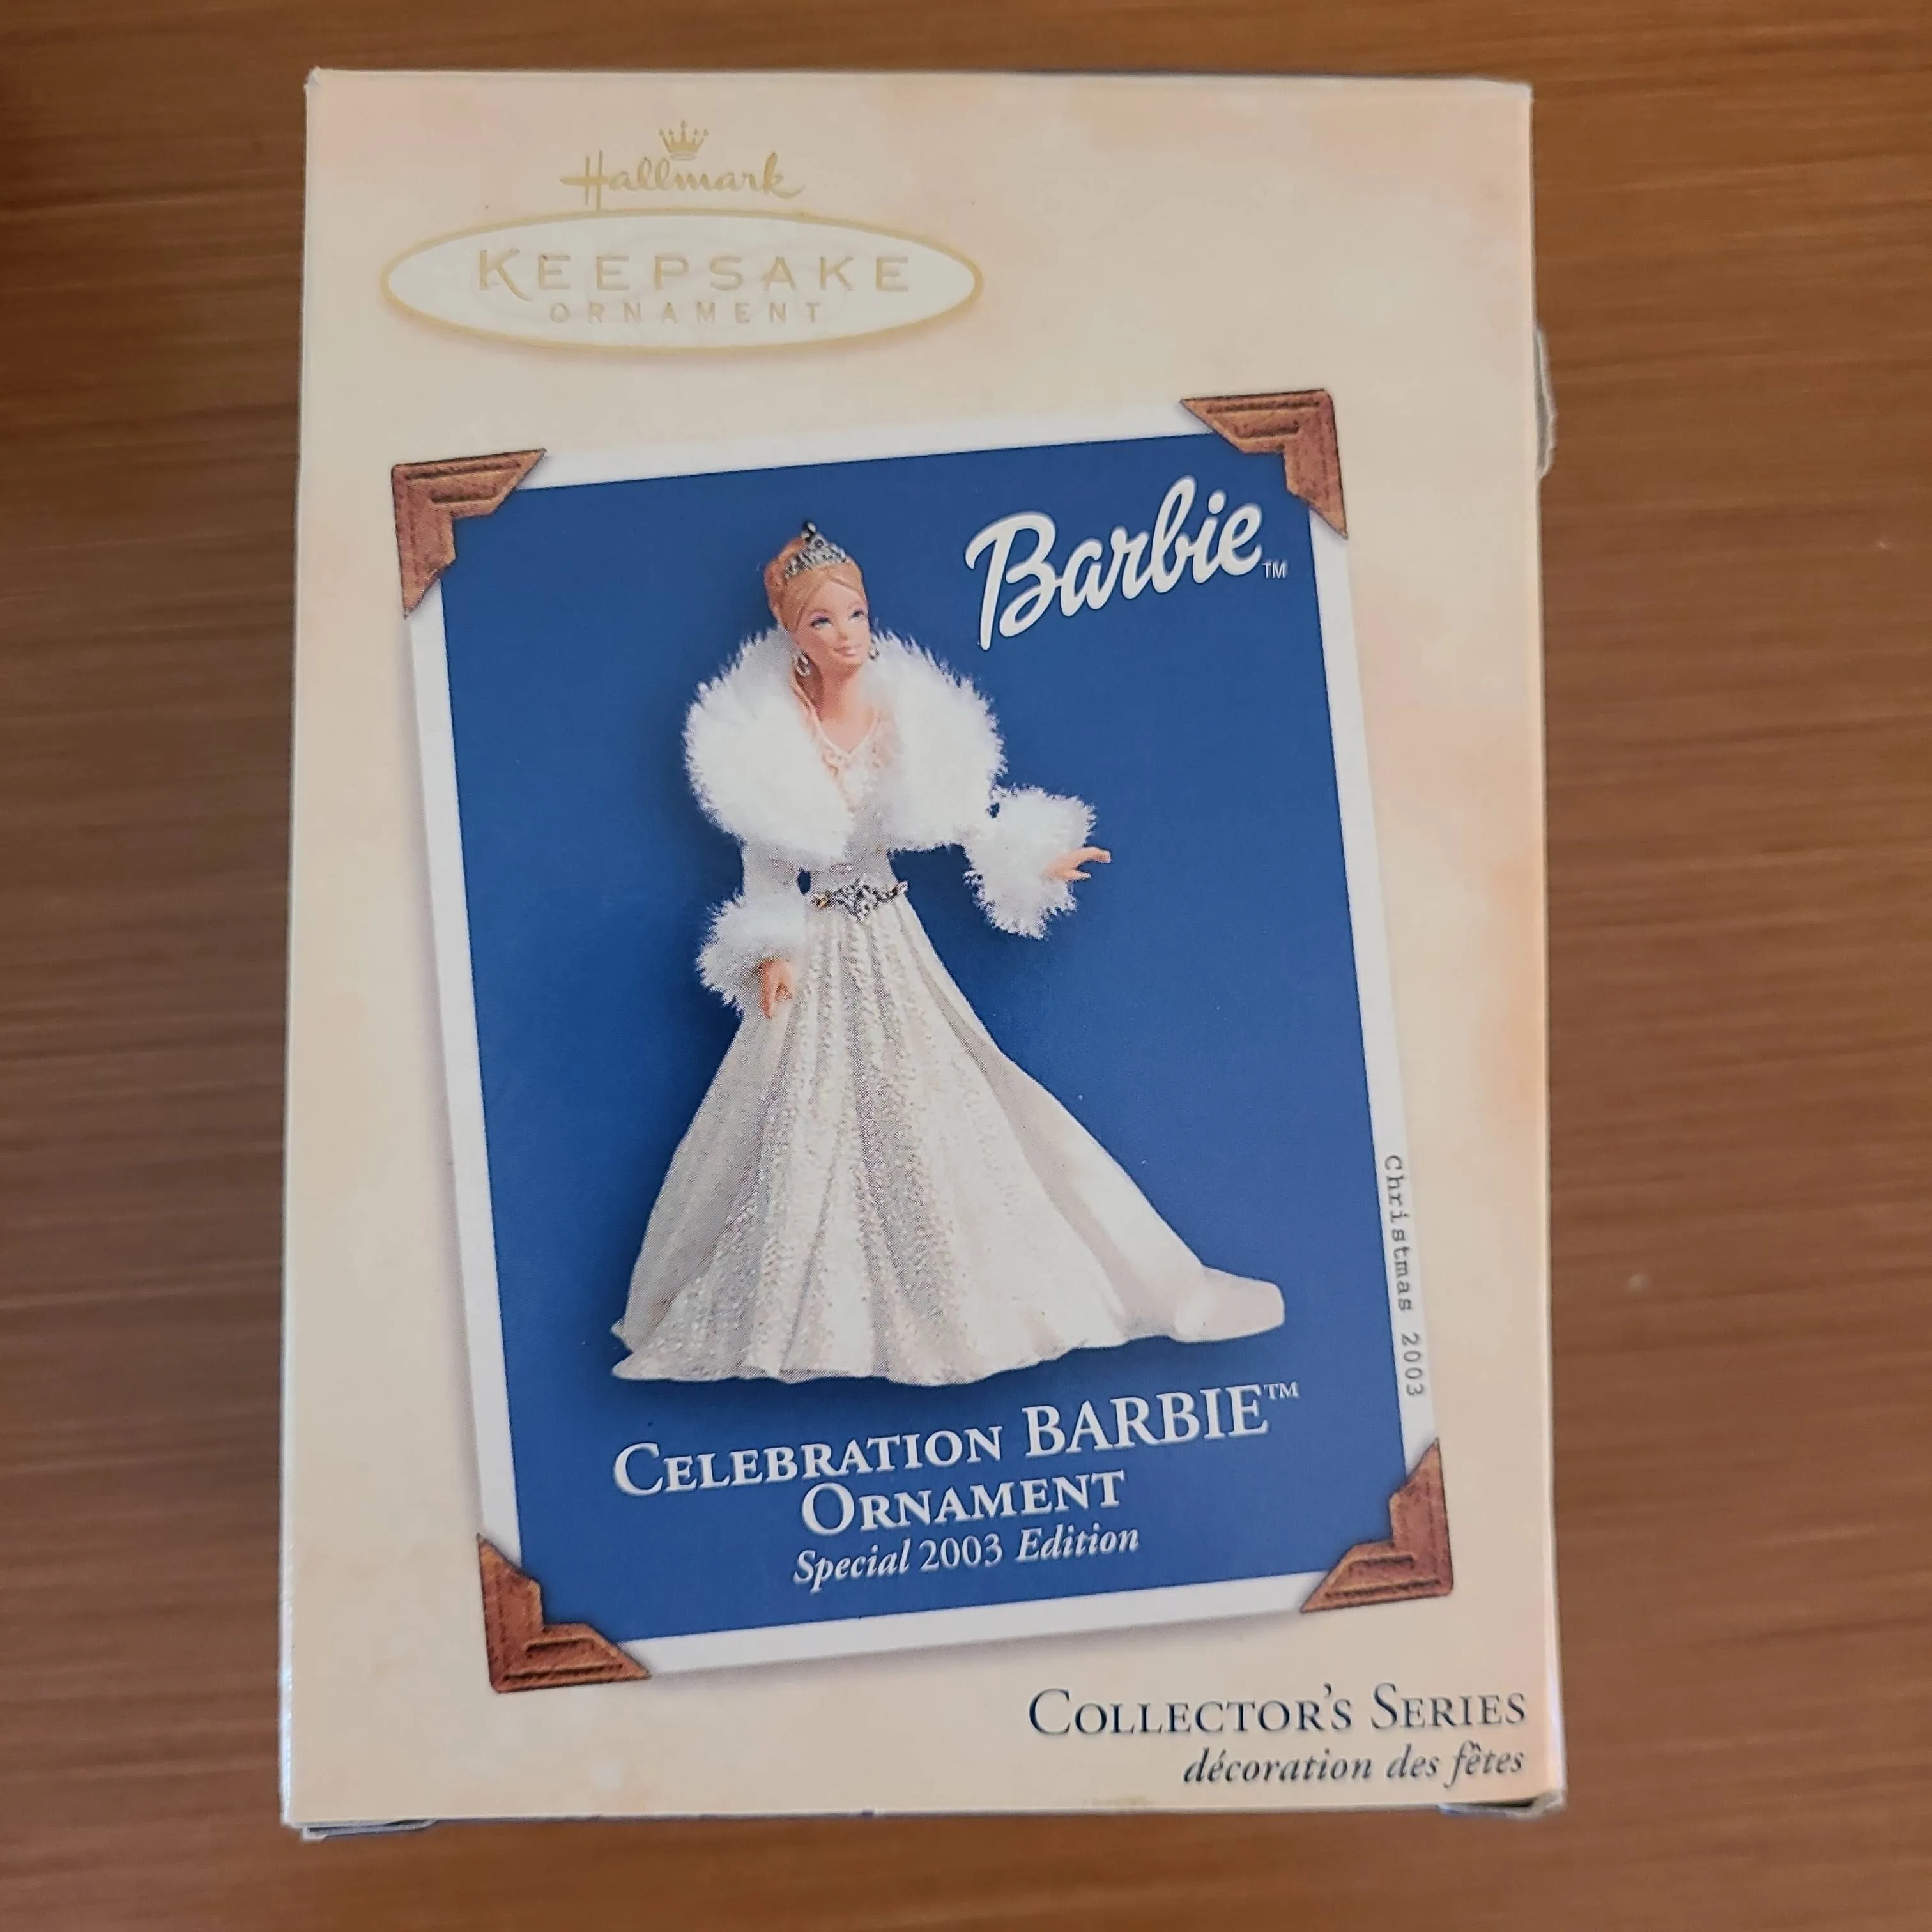 Hallmark
KEEPSAKE
ORNAMENT
Barbie™
Christmas 2003
CELEBRATION BARBIE™
ORNAMENT
Special 2003 Edition
COLLECTOR'S SERIES
décoration des fêtes